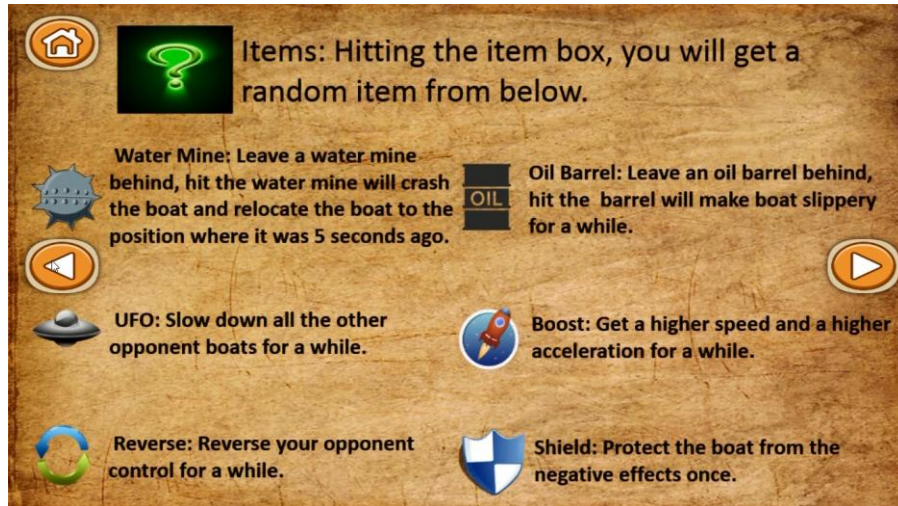 Items: Hitting the item box, you will get a
random item from below.
Water Mine: Leave a water mine
behind, hit the water mine will crash
the boat and relocate the boat to the
position where it was 5 seconds ago.
OIL
Oil Barrel: Leave an oil barrel behind,
hit the barrel will make boat slippery
for a while.
UFO: Slow down all the other
opponent boats for a while.
Boost: Get a higher speed and a higher
acceleration for a while.
Reverse: Reverse your opponent
control for a while.
Shield: Protect the boat from the
negative effects once.